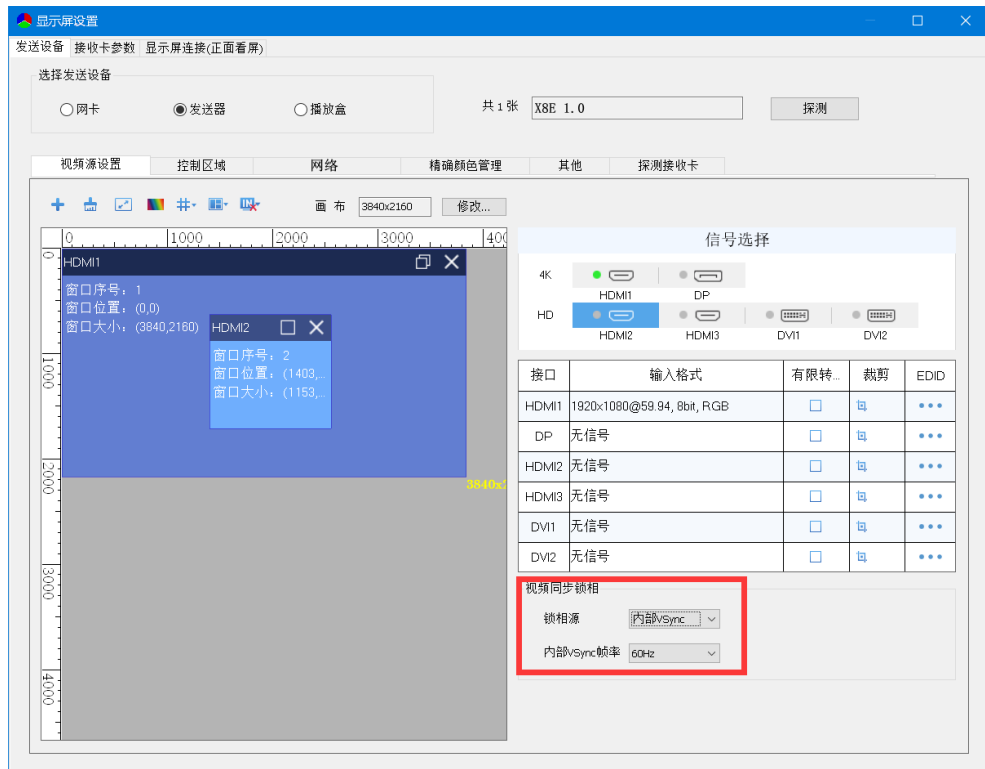 显示屏设置
发送设备 接收卡参数 显示屏连接(正面看屏)
选择发送设备
网卡 发送器 播放盒
共1张 X8E 1.0 探测
视频源设置 控制区域 网络 精确颜色管理 其他 探测接收卡
画布 3840x2160 修改...
0 1000 2000 3000 400
0
1000
2000
3000
4000
HDMI1
窗口序号：1
窗口位置：(0,0)
窗口大小：(3840,2160)
HDMI2
窗口序号：2
窗口位置：(1403,...
窗口大小：(1153,...
3840x2
信号选择
4K
HDMI1 DP
HD
HDMI2 HDMI3 DVI1 DVI2
接口 输入格式 有限转... 裁剪 EDID
HDMI1 1920x1080@59.94, 8bit, RGB
DP 无信号
HDMI2 无信号
HDMI3 无信号
DVI1 无信号
DVI2 无信号
视频同步锁相
锁相源 内部VSync
内部VSync帧率 60Hz